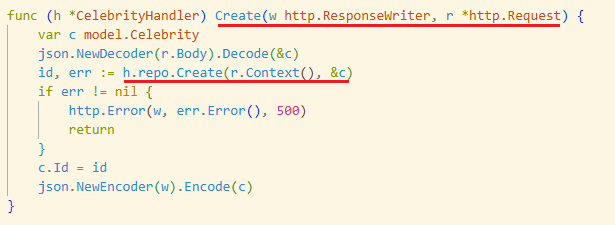 func (h *CelebrityHandler) Create(w http.ResponseWriter, r *http.Request) {
    var c model.Celebrity
    json.NewDecoder(r.Body).Decode(&c)
    id, err := h.repo.Create(r.Context(), &c)
    if err != nil {
        http.Error(w, err.Error(), 500)
        return
    }
    c.Id = id
    json.NewEncoder(w).Encode(c)
}